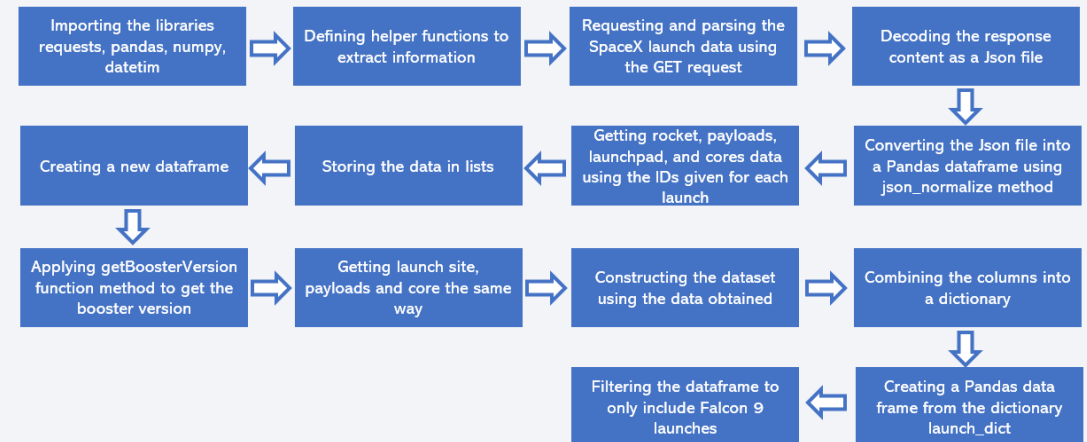 Importing the libraries
requests, pandas, numpy,
datetim
Defining helper functions to
extract information
Requesting and parsing the
SpaceX launch data using
the GET request
Decoding the response
content as a Json file
Converting the Json file into
a Pandas dataframe using
json_normalize method
Getting rocket, payloads,
launchpad, and cores data
using the IDs given for each
launch
Storing the data in lists
Creating a new dataframe
Applying getBoosterVersion
function method to get the
booster version
Getting launch site,
payloads and core the same
way
Constructing the dataset
using the data obtained
Combining the columns into
a dictionary
Creating a Pandas data
frame from the dictionary
launch_dict
Filtering the dataframe to
only include Falcon 9
launches